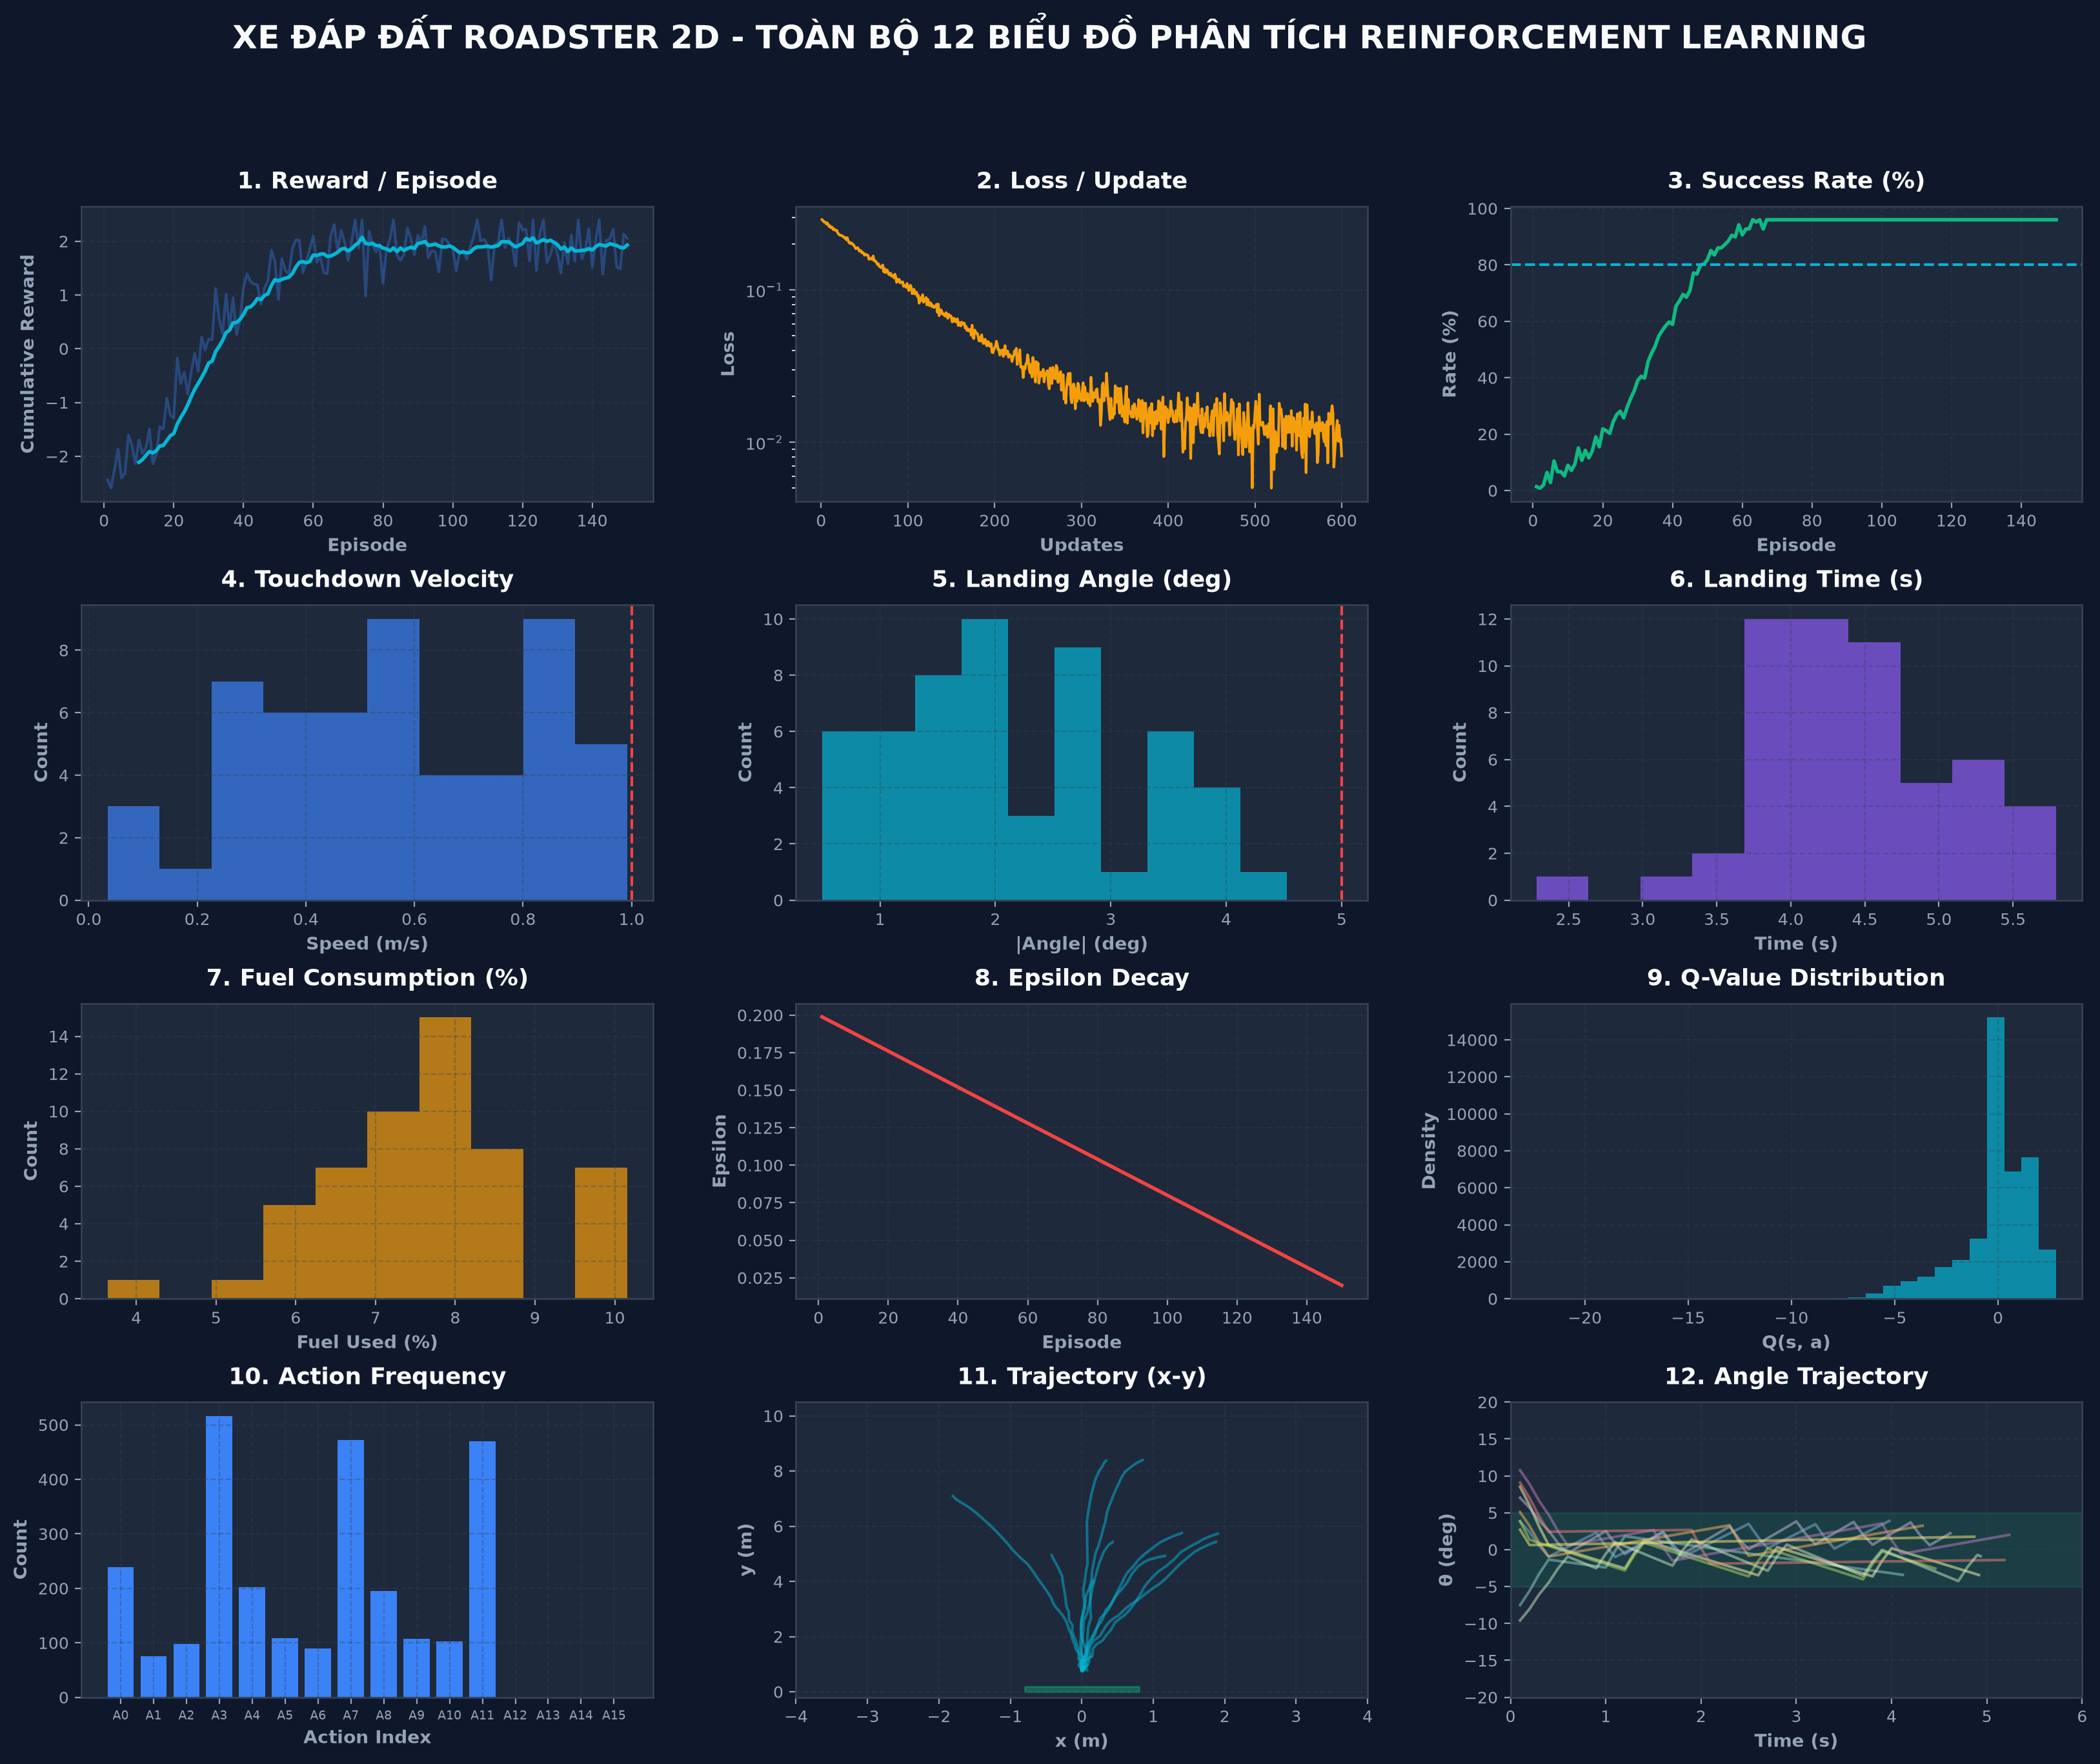 XE ĐÁP ĐẤT ROADSTER 2D - TOÀN BỘ 12 BIỂU ĐỒ PHÂN TÍCH REINFORCEMENT LEARNING
1. Reward / Episode
Cumulative Reward
2
1
0
−1
−2
0 20 40 60 80 100 120 140
Episode
2. Loss / Update
Loss
10⁻¹
10⁻²
0 100 200 300 400 500 600
Updates
3. Success Rate (%)
Rate (%)
100
80
60
40
20
0
0 20 40 60 80 100 120 140
Episode
4. Touchdown Velocity
Count
8
6
4
2
0
0.0 0.2 0.4 0.6 0.8 1.0
Speed (m/s)
5. Landing Angle (deg)
Count
10
8
6
4
2
0
1 2 3 4 5
|Angle| (deg)
6. Landing Time (s)
Count
12
10
8
6
4
2
0
2.5 3.0 3.5 4.0 4.5 5.0 5.5
Time (s)
7. Fuel Consumption (%)
Count
14
12
10
8
6
4
2
0
4 5 6 7 8 9 10
Fuel Used (%)
8. Epsilon Decay
Epsilon
0.200
0.175
0.150
0.125
0.100
0.075
0.050
0.025
0 20 40 60 80 100 120 140
Episode
9. Q-Value Distribution
Density
14000
12000
10000
8000
6000
4000
2000
0
−20 −15 −10 −5 0
Q(s, a)
10. Action Frequency
Count
500
400
300
200
100
0
A0 A1 A2 A3 A4 A5 A6 A7 A8 A9 A10 A11 A12 A13 A14 A15
Action Index
11. Trajectory (x-y)
y (m)
10
8
6
4
2
0
−4 −3 −2 −1 0 1 2 3 4
x (m)
12. Angle Trajectory
θ (deg)
20
15
10
5
0
−5
−10
−15
−20
0 1 2 3 4 5 6
Time (s)